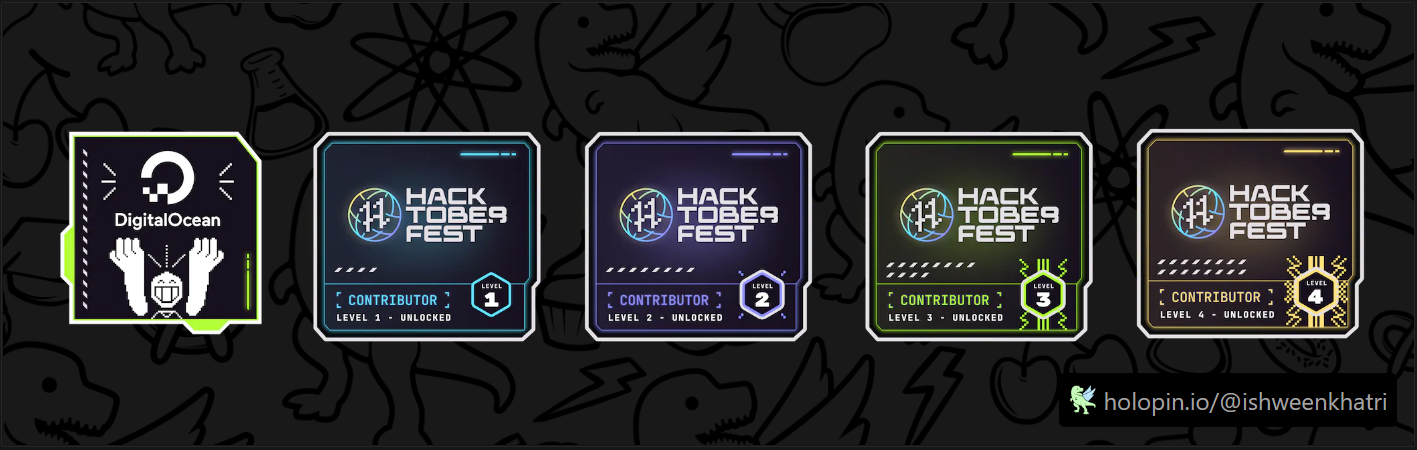 DigitalOcean
11
HACK
TOBER
FEST
[ CONTRIBUTOR ]
LEVEL 1 - UNLOCKED
LEVEL
1
11
HACK
TOBER
FEST
[ CONTRIBUTOR ]
LEVEL 2 - UNLOCKED
LEVEL
2
11
HACK
TOBER
FEST
[ CONTRIBUTOR ]
LEVEL 3 - UNLOCKED
LEVEL
3
11
HACK
TOBER
FEST
[ CONTRIBUTOR ]
LEVEL 4 - UNLOCKED
LEVEL
4
holopin.io/@ishweenkhatri